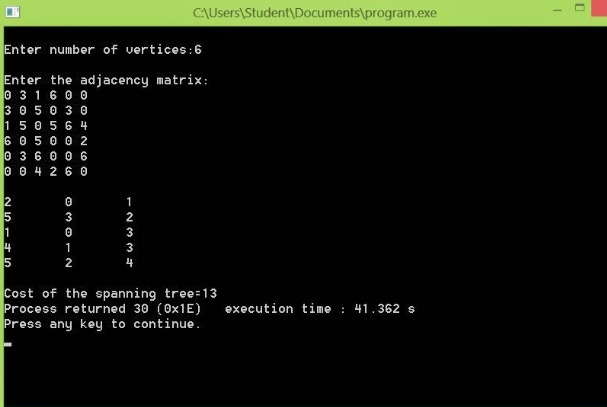 C:\Users\Student\Documents\program.exe
Enter number of vertices:6
Enter the adjacency matrix:
0 3 1 6 0 0
3 0 5 0 3 0
1 5 0 5 6 4
6 0 5 0 0 2
0 3 6 0 0 6
0 0 4 2 6 0
2 0 1
5 3 2
1 0 3
4 1 3
5 2 4
Cost of the spanning tree=13
Process returned 30 (0x1E) execution time : 41.362 s
Press any key to continue.